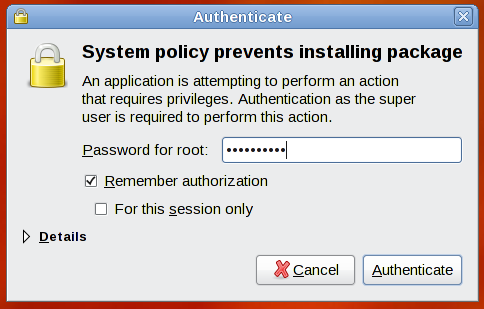 Authenticate
System policy prevents installing package
An application is attempting to perform an action
that requires privileges. Authentication as the super
user is required to perform this action.
Password for root: ••••••••••
Remember authorization
For this session only
Details
Cancel Authenticate